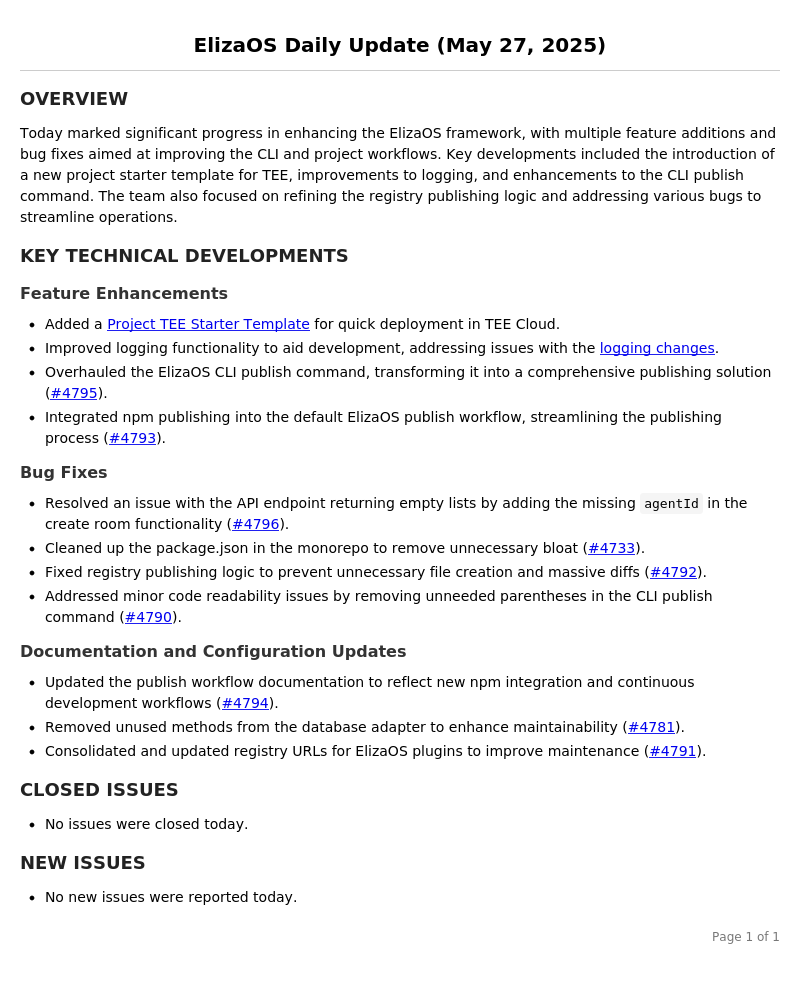 ElizaOS Daily Update (May 27, 2025)
OVERVIEW
Today marked significant progress in enhancing the ElizaOS framework, with multiple feature additions and
bug fixes aimed at improving the CLI and project workflows. Key developments included the introduction of
a new project starter template for TEE, improvements to logging, and enhancements to the CLI publish
command. The team also focused on refining the registry publishing logic and addressing various bugs to
streamline operations.
KEY TECHNICAL DEVELOPMENTS
Feature Enhancements
• Added a Project TEE Starter Template for quick deployment in TEE Cloud.
• Improved logging functionality to aid development, addressing issues with the logging changes.
• Overhauled the ElizaOS CLI publish command, transforming it into a comprehensive publishing solution
(#4795).
• Integrated npm publishing into the default ElizaOS publish workflow, streamlining the publishing
process (#4793).
Bug Fixes
• Resolved an issue with the API endpoint returning empty lists by adding the missing agentId in the
create room functionality (#4796).
• Cleaned up the package.json in the monorepo to remove unnecessary bloat (#4733).
• Fixed registry publishing logic to prevent unnecessary file creation and massive diffs (#4792).
• Addressed minor code readability issues by removing unneeded parentheses in the CLI publish
command (#4790).
Documentation and Configuration Updates
• Updated the publish workflow documentation to reflect new npm integration and continuous
development workflows (#4794).
• Removed unused methods from the database adapter to enhance maintainability (#4781).
• Consolidated and updated registry URLs for ElizaOS plugins to improve maintenance (#4791).
CLOSED ISSUES
• No issues were closed today.
NEW ISSUES
• No new issues were reported today.
Page 1 of 1